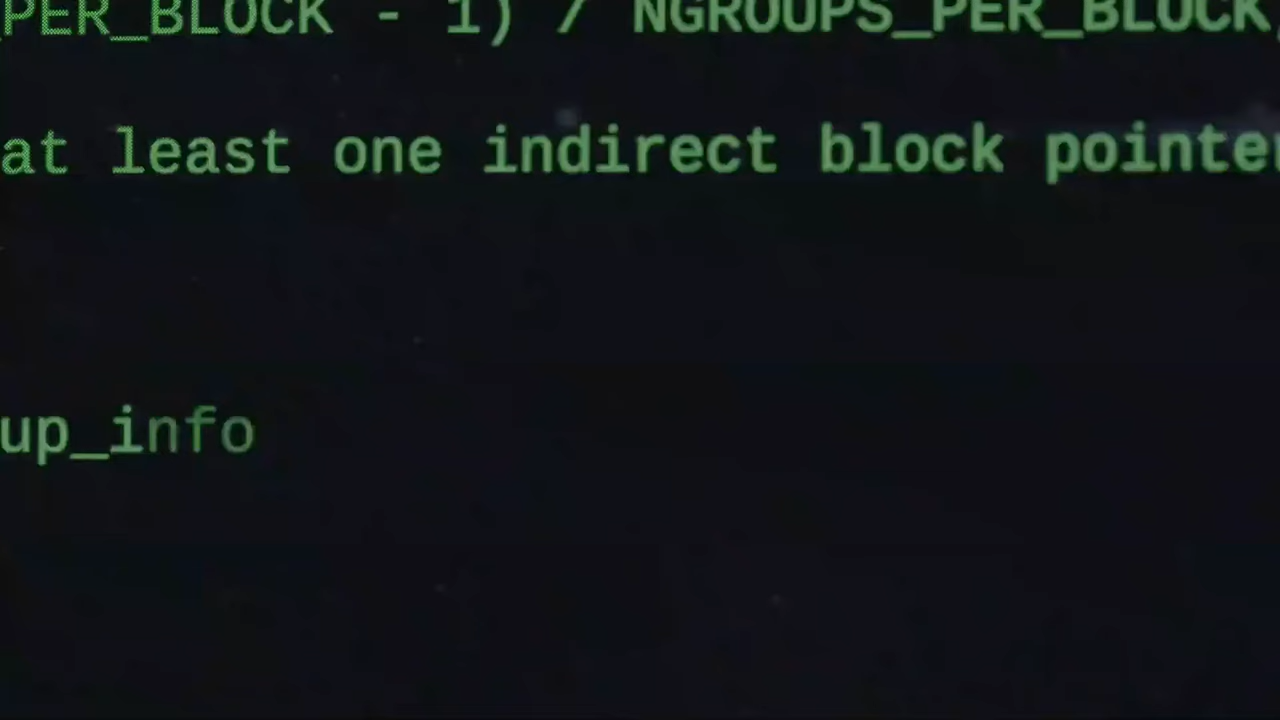 PER_BLOCK - 1) / NGROUPS_PER_BLOCK;
at least one indirect block pointer
up_info